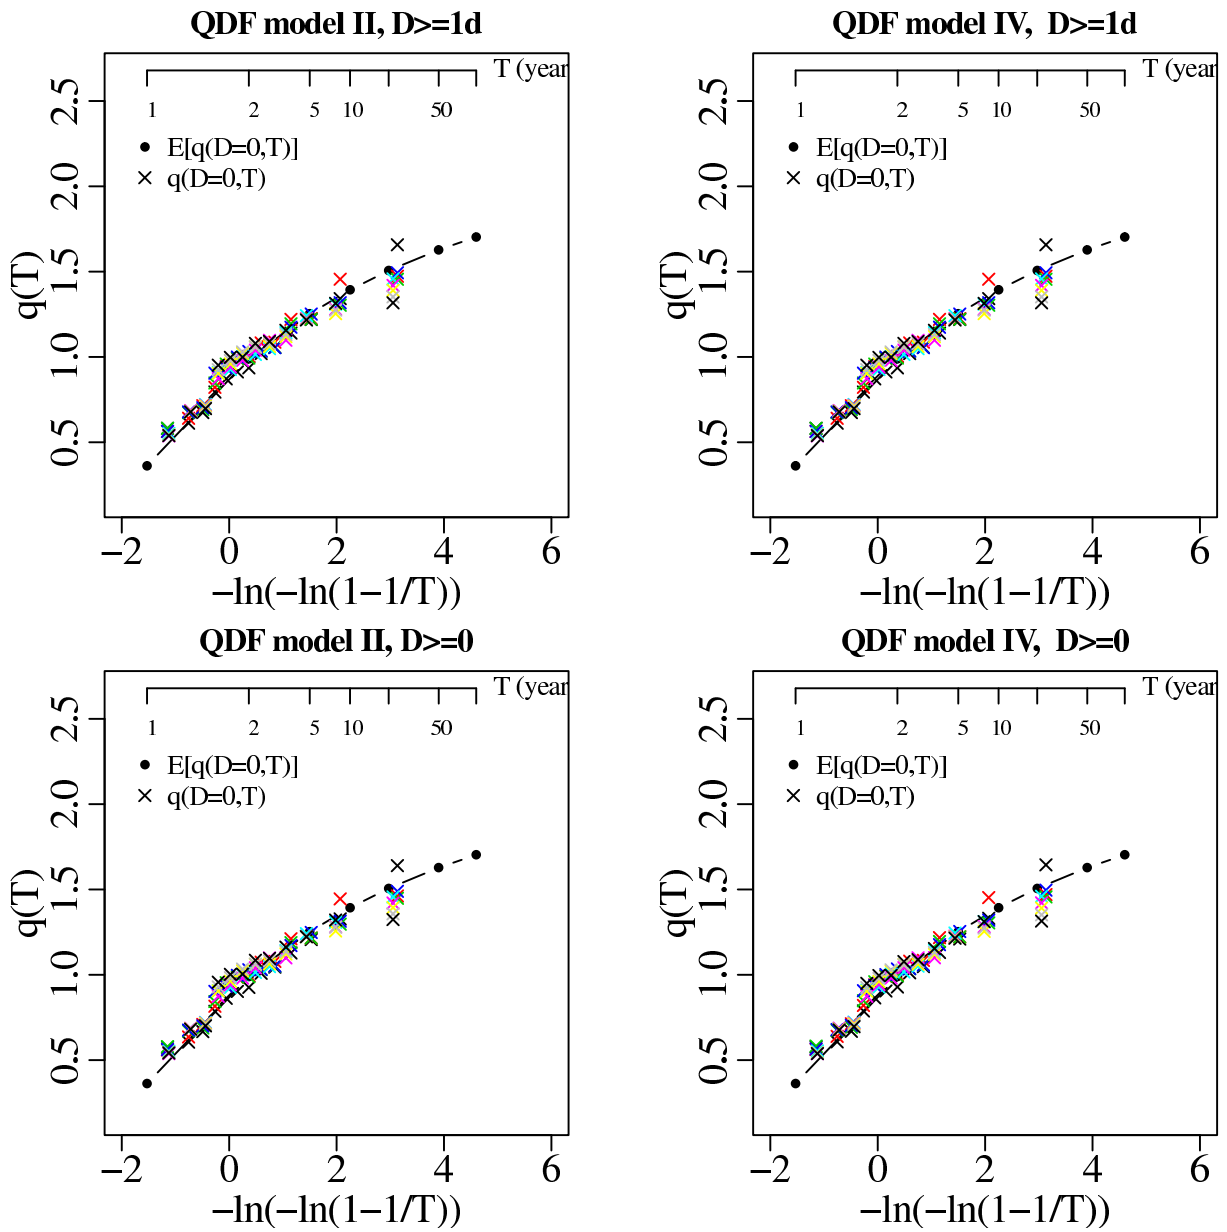 QDF model II, D>=1d
T (year
1 2 5 10 50
E[q(D=0,T)]
q(D=0,T)
q(T)
0.5 1.0 1.5 2.0 2.5
−2 0 2 4 6
−ln(−ln(1−1/T))
QDF model IV, D>=1d
T (year
1 2 5 10 50
E[q(D=0,T)]
q(D=0,T)
q(T)
0.5 1.0 1.5 2.0 2.5
−2 0 2 4 6
−ln(−ln(1−1/T))
QDF model II, D>=0
T (year
1 2 5 10 50
E[q(D=0,T)]
q(D=0,T)
q(T)
0.5 1.0 1.5 2.0 2.5
−2 0 2 4 6
−ln(−ln(1−1/T))
QDF model IV, D>=0
T (year
1 2 5 10 50
E[q(D=0,T)]
q(D=0,T)
q(T)
0.5 1.0 1.5 2.0 2.5
−2 0 2 4 6
−ln(−ln(1−1/T))